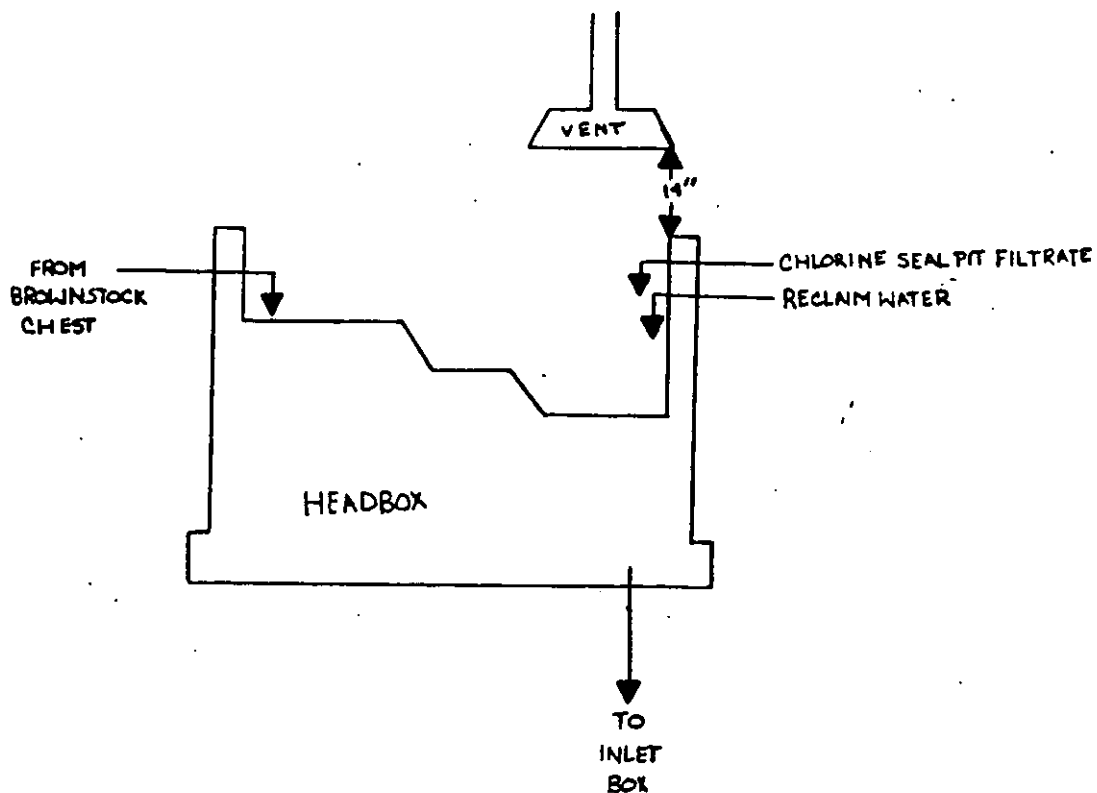 VENT
14"
FROM
BROWNSTOCK
CHEST
CHLORINE SEAL PIT FILTRATE
RECLAIM WATER
HEADBOX
TO
INLET
BOX